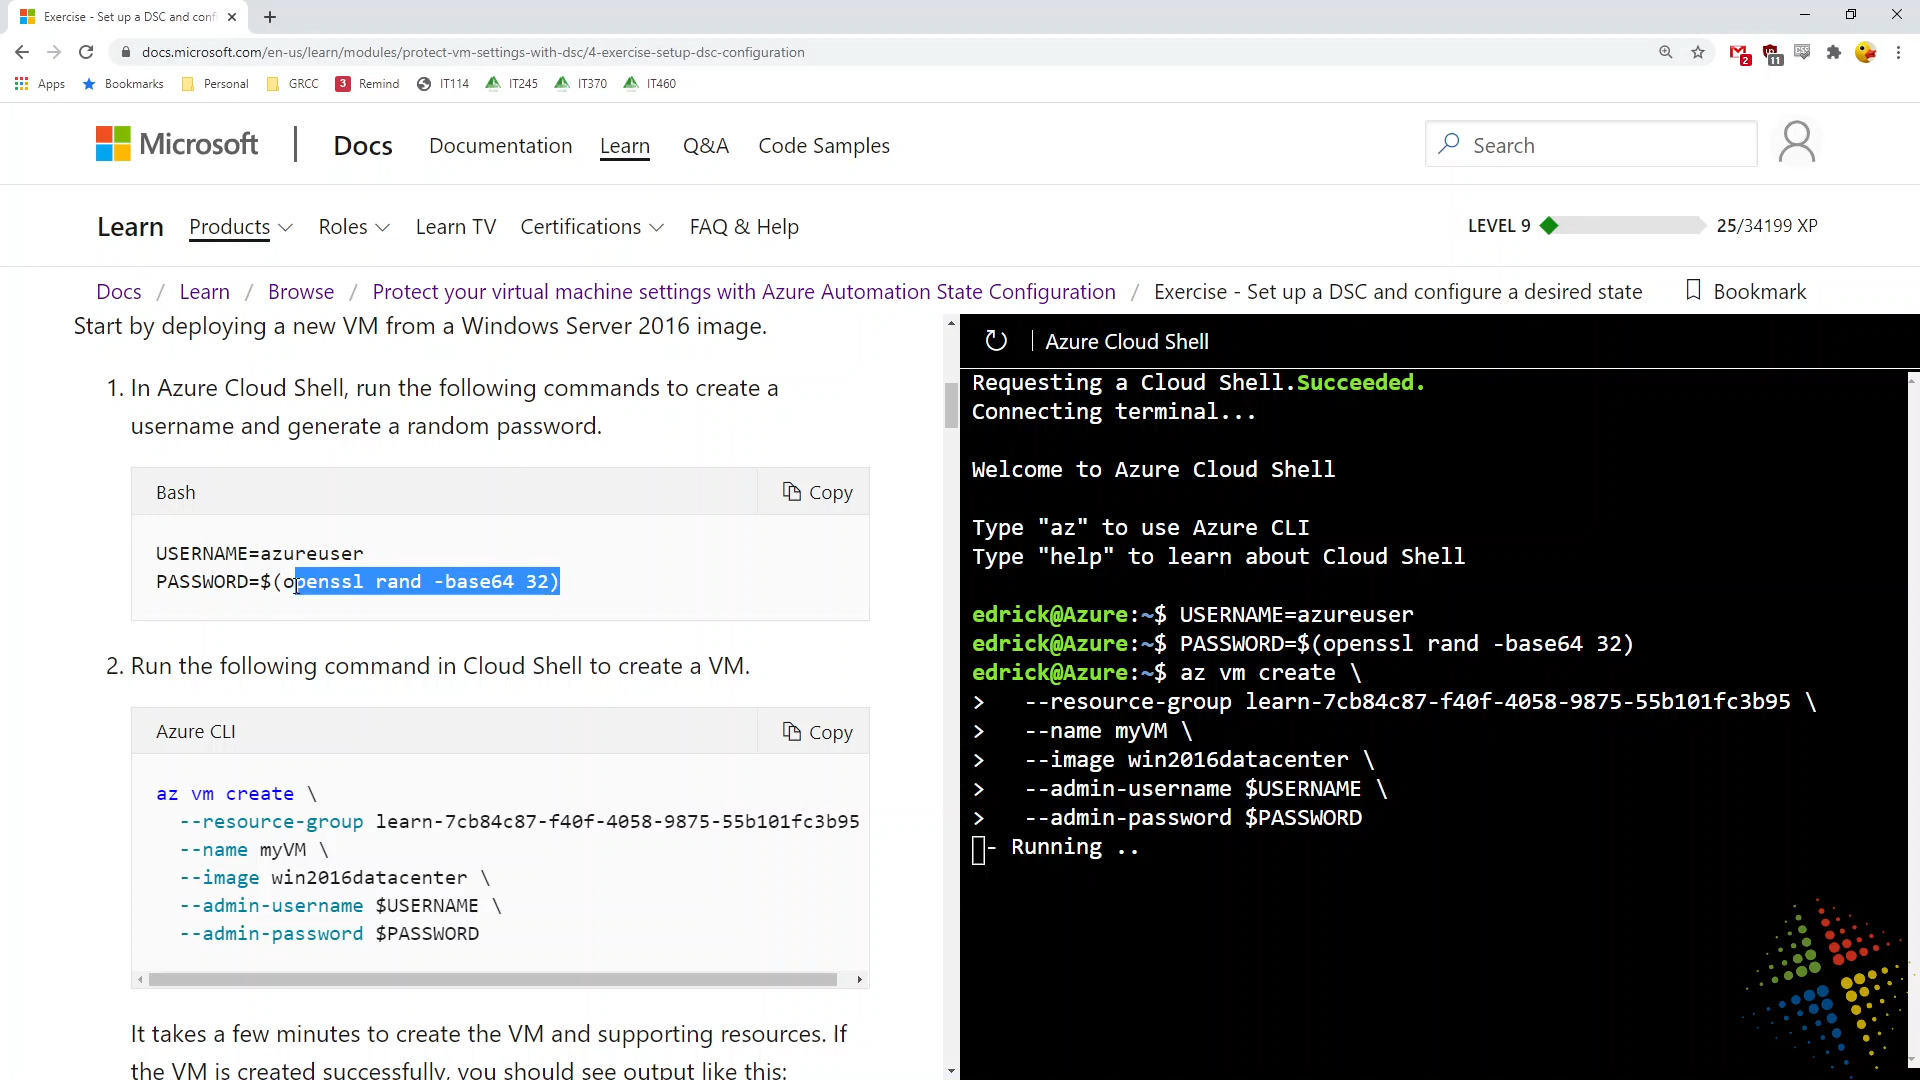 Exercise - Set up a DSC and conf
docs.microsoft.com/en-us/learn/modules/protect-vm-settings-with-dsc/4-exercise-setup-dsc-configuration
2
11
CSS
Apps
Bookmarks
Personal
GRCC
3
Remind
IT114
IT245
IT370
IT460
Microsoft
Docs
Documentation
Learn
Q&A
Code Samples
Search
Learn
Products
Roles
Learn TV
Certifications
FAQ & Help
LEVEL 9
25/34199 XP
Docs / Learn / Browse / Protect your virtual machine settings with Azure Automation State Configuration / Exercise - Set up a DSC and configure a desired state
Bookmark
Start by deploying a new VM from a Windows Server 2016 image.
1. In Azure Cloud Shell, run the following commands to create a
username and generate a random password.
Bash
Copy
USERNAME=azureuser
PASSWORD=$(openssl rand -base64 32)
2. Run the following command in Cloud Shell to create a VM.
Azure CLI
Copy
az vm create \
--resource-group learn-7cb84c87-f40f-4058-9875-55b101fc3b95
--name myVM \
--image win2016datacenter \
--admin-username $USERNAME \
--admin-password $PASSWORD
It takes a few minutes to create the VM and supporting resources. If
the VM is created successfully, you should see output like this:
Azure Cloud Shell
Requesting a Cloud Shell.Succeeded.
Connecting terminal...
Welcome to Azure Cloud Shell
Type "az" to use Azure CLI
Type "help" to learn about Cloud Shell
edrick@Azure:~$ USERNAME=azureuser
edrick@Azure:~$ PASSWORD=$(openssl rand -base64 32)
edrick@Azure:~$ az vm create \
>   --resource-group learn-7cb84c87-f40f-4058-9875-55b101fc3b95 \
>   --name myVM \
>   --image win2016datacenter \
>   --admin-username $USERNAME \
>   --admin-password $PASSWORD
- Running ..